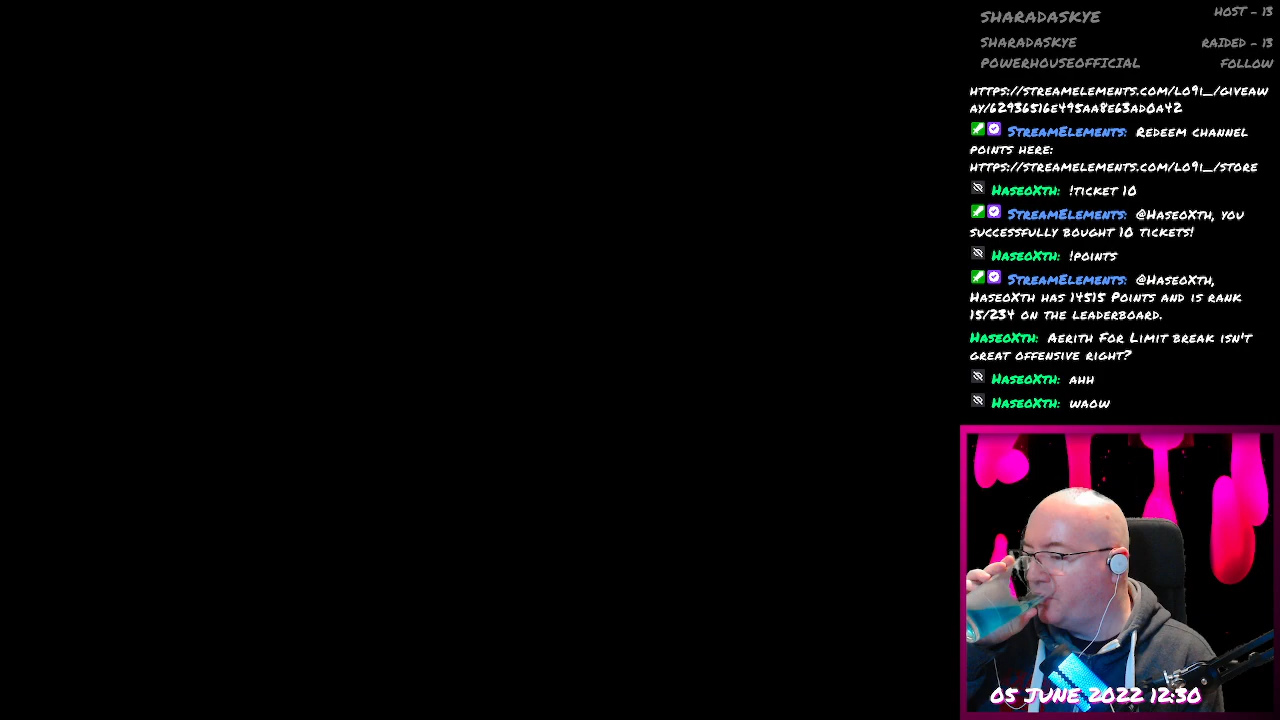 SHARADASKYE HOST - 13
SHARADASKYE RAIDED - 13
POWERHOUSEOFFICIAL FOLLOW
HTTPS://STREAMELEMENTS.COM/LO9I_/GIVEAW
AY/62936516E495AA8E63AD0A42
StreamElements: Redeem channel
points here:
https://streamelements.com/lo9i_/store
HaseoXth: !ticket 10
StreamElements: @HaseoXth, you
successfully bought 10 tickets!
HaseoXth: !points
StreamElements: @HaseoXth,
HaseoXth has 14515 Points and is rank
15/234 on the leaderboard.
HaseoXth: Aerith For Limit break isn't
great offensive right?
HaseoXth: ahh
HaseoXth: waow
05 JUNE 2022 12:30